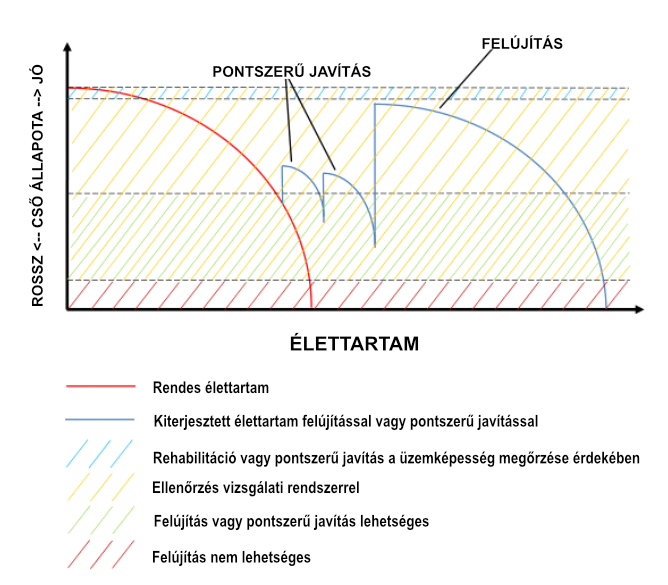 FELÚJÍTÁS
PONTSZERŰ JAVÍTÁS
ROSSZ <-- CSŐ ÁLLAPOTA --> JÓ
ÉLETTARTAM
Rendes élettartam
Kiterjesztett élettartam felújítással vagy pontszerű javítással
Rehabilitáció vagy pontszerű javítás a üzemképesség megőrzése érdekében
Ellenőrzés vizsgálati rendszerrel
Felújítás vagy pontszerű javítás lehetséges
Felújítás nem lehetséges